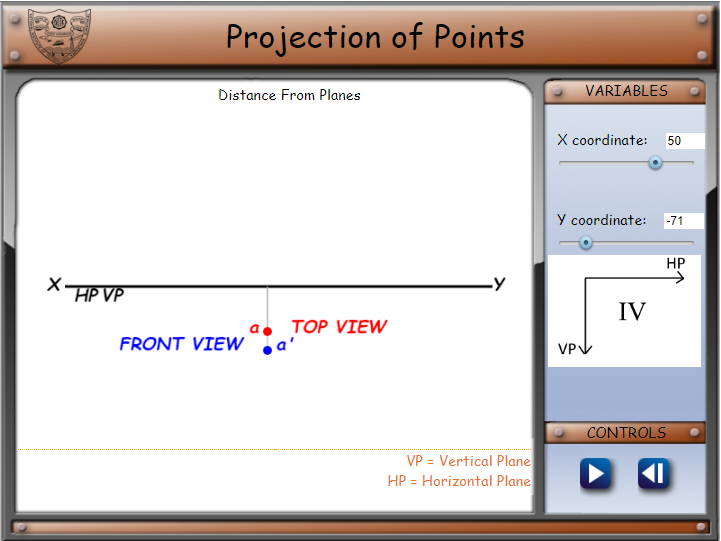 Projection of Points
Distance From Planes
X
HP VP
Y
a
TOP VIEW
FRONT VIEW
a'
VP = Vertical Plane
HP = Horizontal Plane
VARIABLES
X coordinate: 50
Y coordinate: -71
HP
IV
VP
CONTROLS